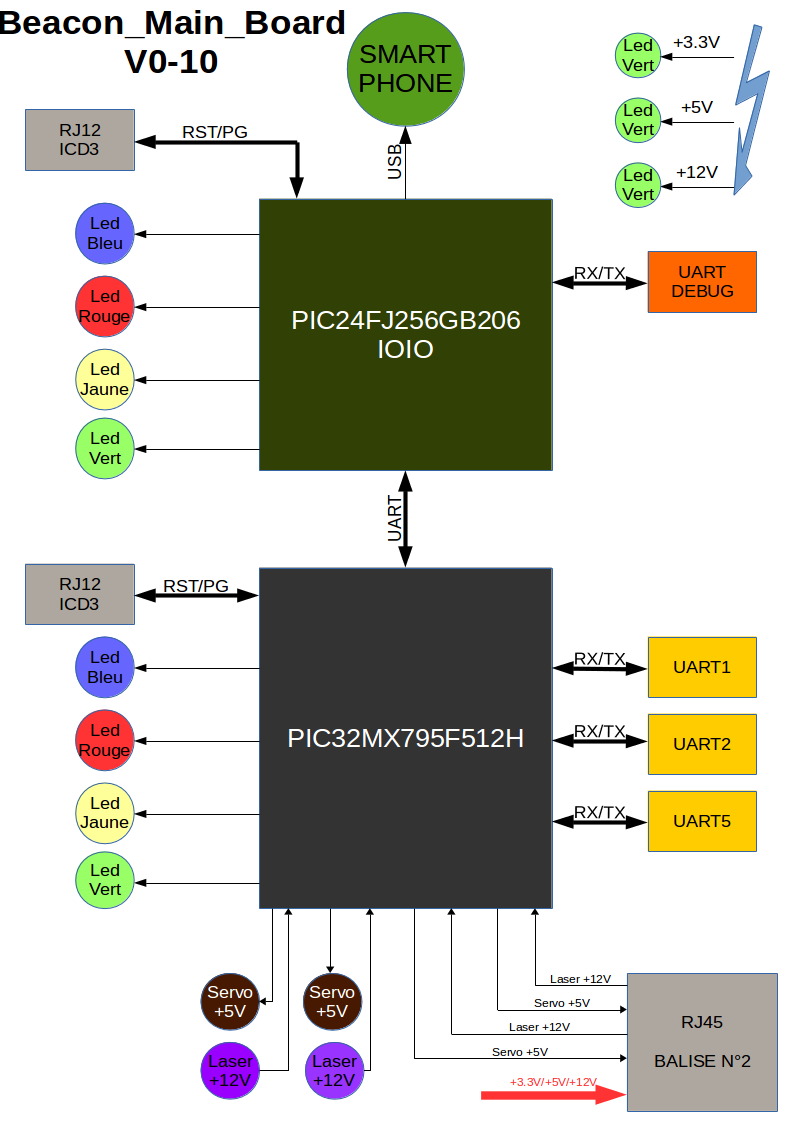 Beacon_Main_Board
V0-10
SMART
PHONE
Led
Vert
+3.3V
Led
Vert
+5V
Led
Vert
+12V
RJ12
ICD3
RST/PG
USB
Led
Bleu
Led
Rouge
Led
Jaune
Led
Vert
PIC24FJ256GB206
IOIO
RX/TX
UART
DEBUG
UART
RJ12
ICD3
RST/PG
Led
Bleu
Led
Rouge
Led
Jaune
Led
Vert
PIC32MX795F512H
RX/TX
UART1
RX/TX
UART2
RX/TX
UART5
Servo
+5V
Servo
+5V
Laser
+12V
Laser
+12V
Laser +12V
Servo +5V
Laser +12V
Servo +5V
+3.3V/+5V/+12V
RJ45
BALISE N°2